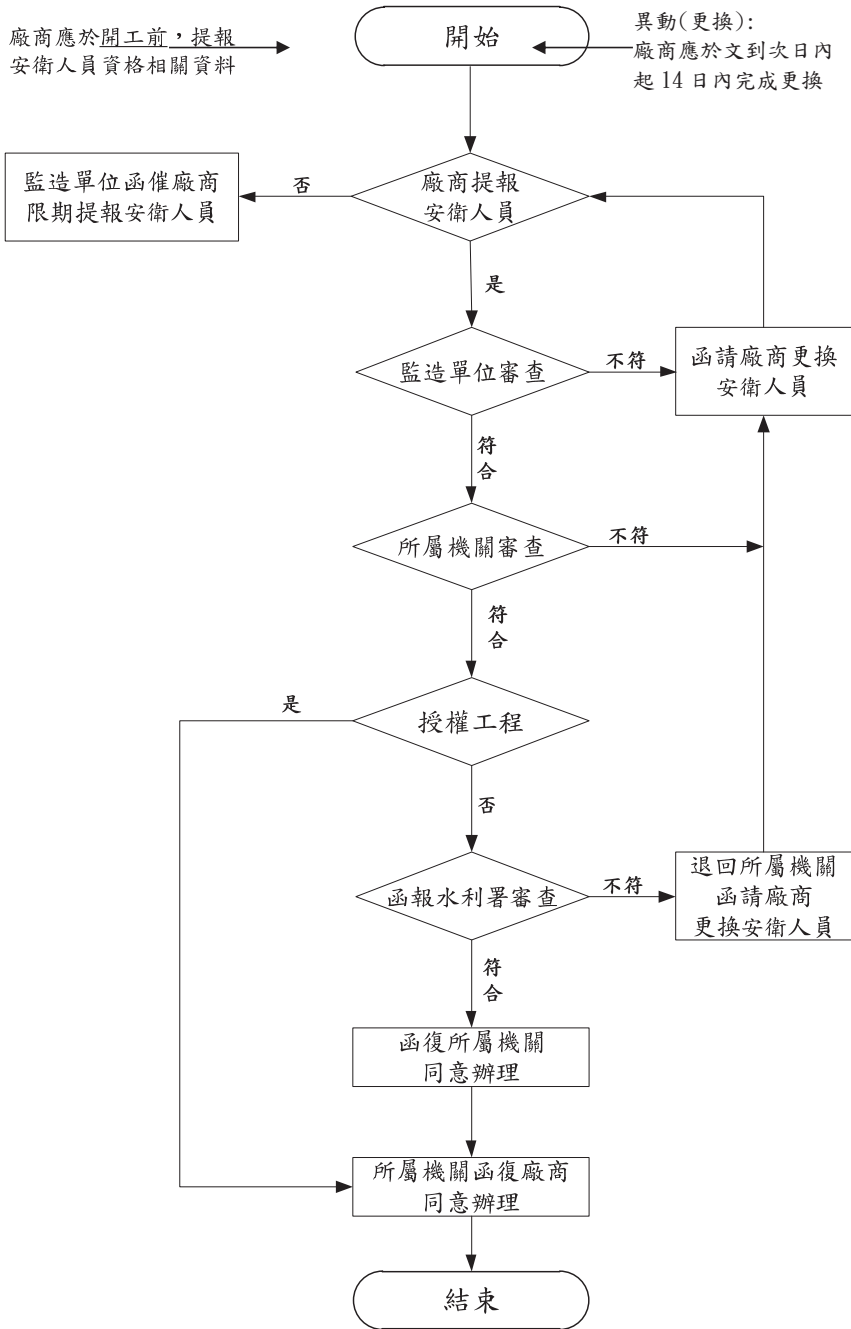 廠商應於開工前，提報
安衛人員資格相關資料
開始
異動(更換):
廠商應於文到次日內
起 14 日內完成更換
監造單位函催廠商
限期提報安衛人員
否
廠商提報
安衛人員
是
監造單位審查
不符
函請廠商更換
安衛人員
符
合
所屬機關審查
不符
符
合
是
授權工程
否
函報水利署審查
不符
退回所屬機關
函請廠商
更換安衛人員
符
合
函復所屬機關
同意辦理
所屬機關函復廠商
同意辦理
結束